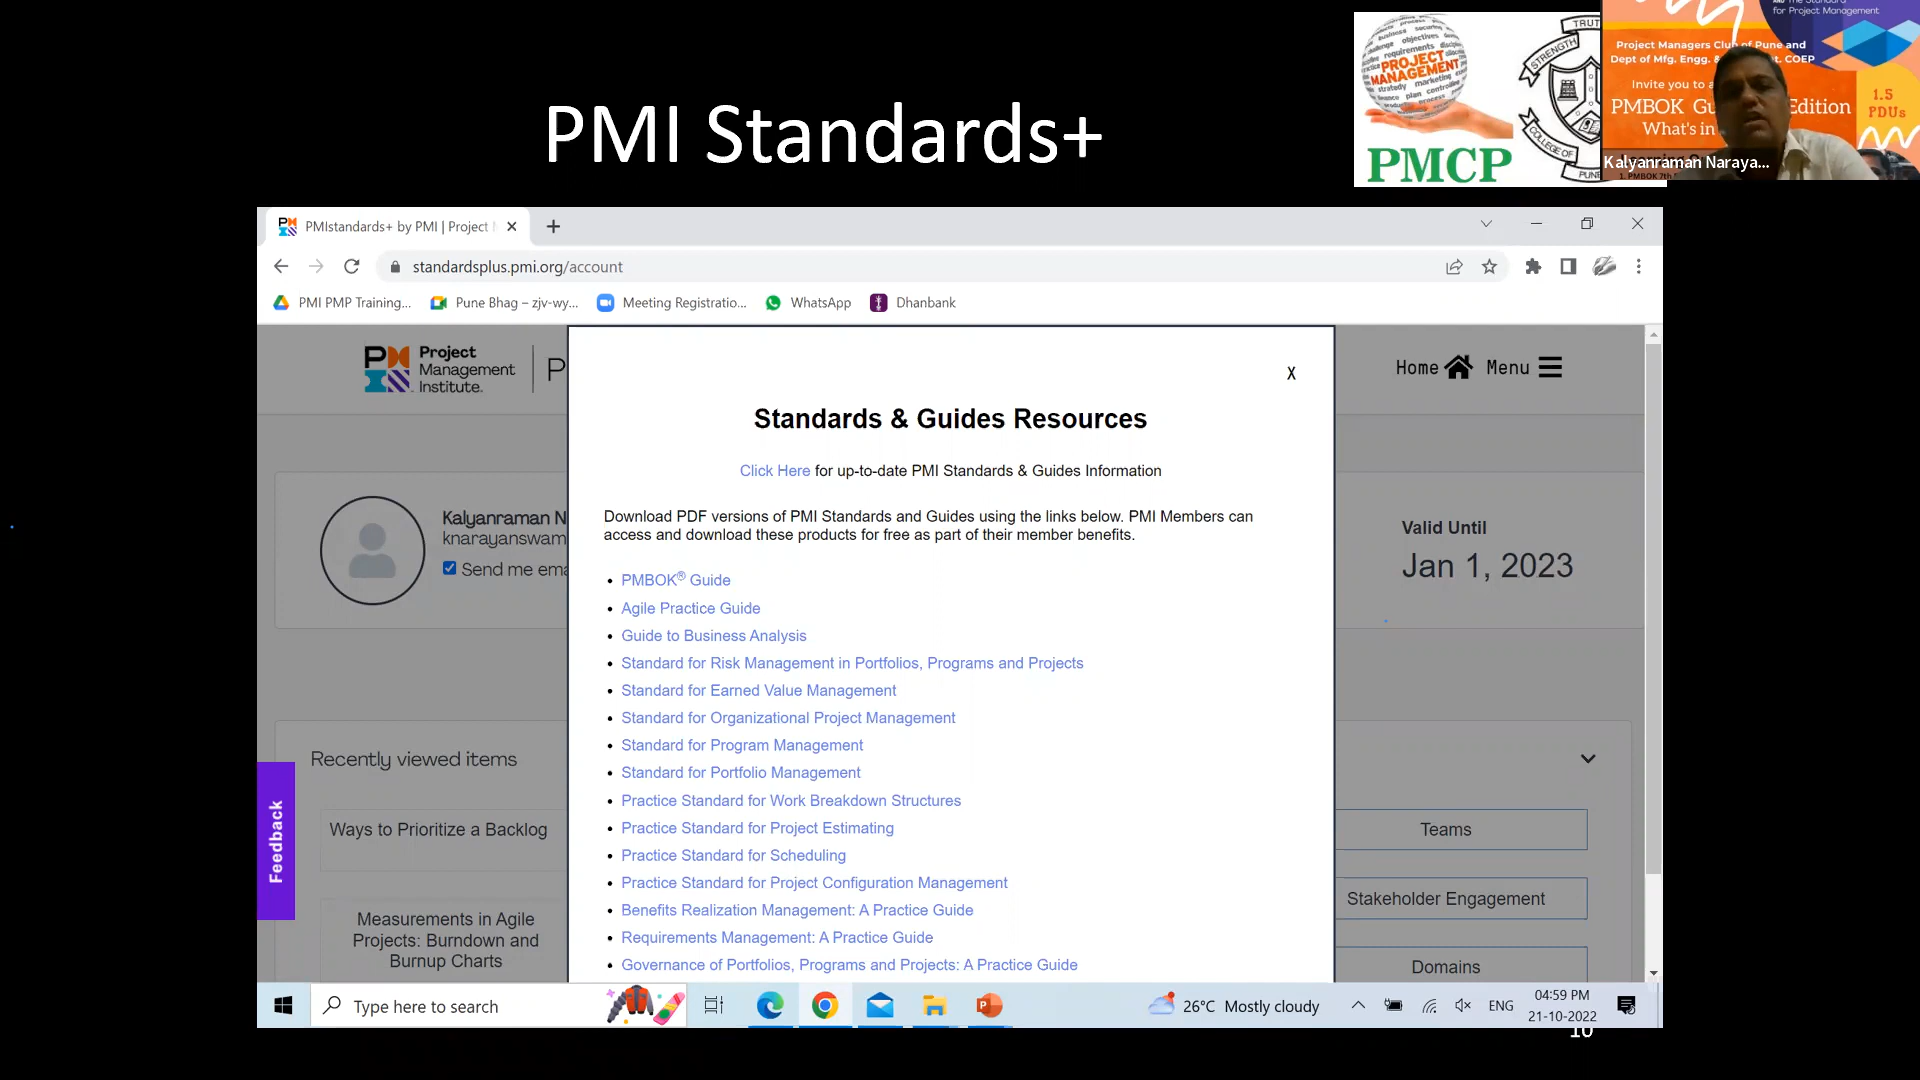 PMI Standards+
PROJECT
MANAGEMENT
PMCP
STRENGTH
TRUT
COLLEGE OF
PUNE
for Project Management
Project Managers Club of Pune and
Dept of Mfg. Engg. & COEP
Invite you to a
PMBOK Gu Edition
What's in
1.5
PDUs
Kalyanraman Naraya...
PMIstandards+ by PMI | Project
standardsplus.pmi.org/account
PMI PMP Training...
Pune Bhag – zjv-wy...
Meeting Registratio...
WhatsApp
Dhanbank
Project
Management
Institute.
P
Home
Menu
X
Standards & Guides Resources
Click Here for up-to-date PMI Standards & Guides Information
Download PDF versions of PMI Standards and Guides using the links below. PMI Members can
access and download these products for free as part of their member benefits.
• PMBOK® Guide
• Agile Practice Guide
• Guide to Business Analysis
• Standard for Risk Management in Portfolios, Programs and Projects
• Standard for Earned Value Management
• Standard for Organizational Project Management
• Standard for Program Management
• Standard for Portfolio Management
• Practice Standard for Work Breakdown Structures
• Practice Standard for Project Estimating
• Practice Standard for Scheduling
• Practice Standard for Project Configuration Management
• Benefits Realization Management: A Practice Guide
• Requirements Management: A Practice Guide
• Governance of Portfolios, Programs and Projects: A Practice Guide
Kalyanraman N
knarayanswam
Send me ema
Valid Until
Jan 1, 2023
Recently viewed items
Ways to Prioritize a Backlog
Measurements in Agile
Projects: Burndown and
Burnup Charts
Teams
Stakeholder Engagement
Domains
Feedback
Type here to search
26°C Mostly cloudy
ENG
04:59 PM
21-10-2022
10